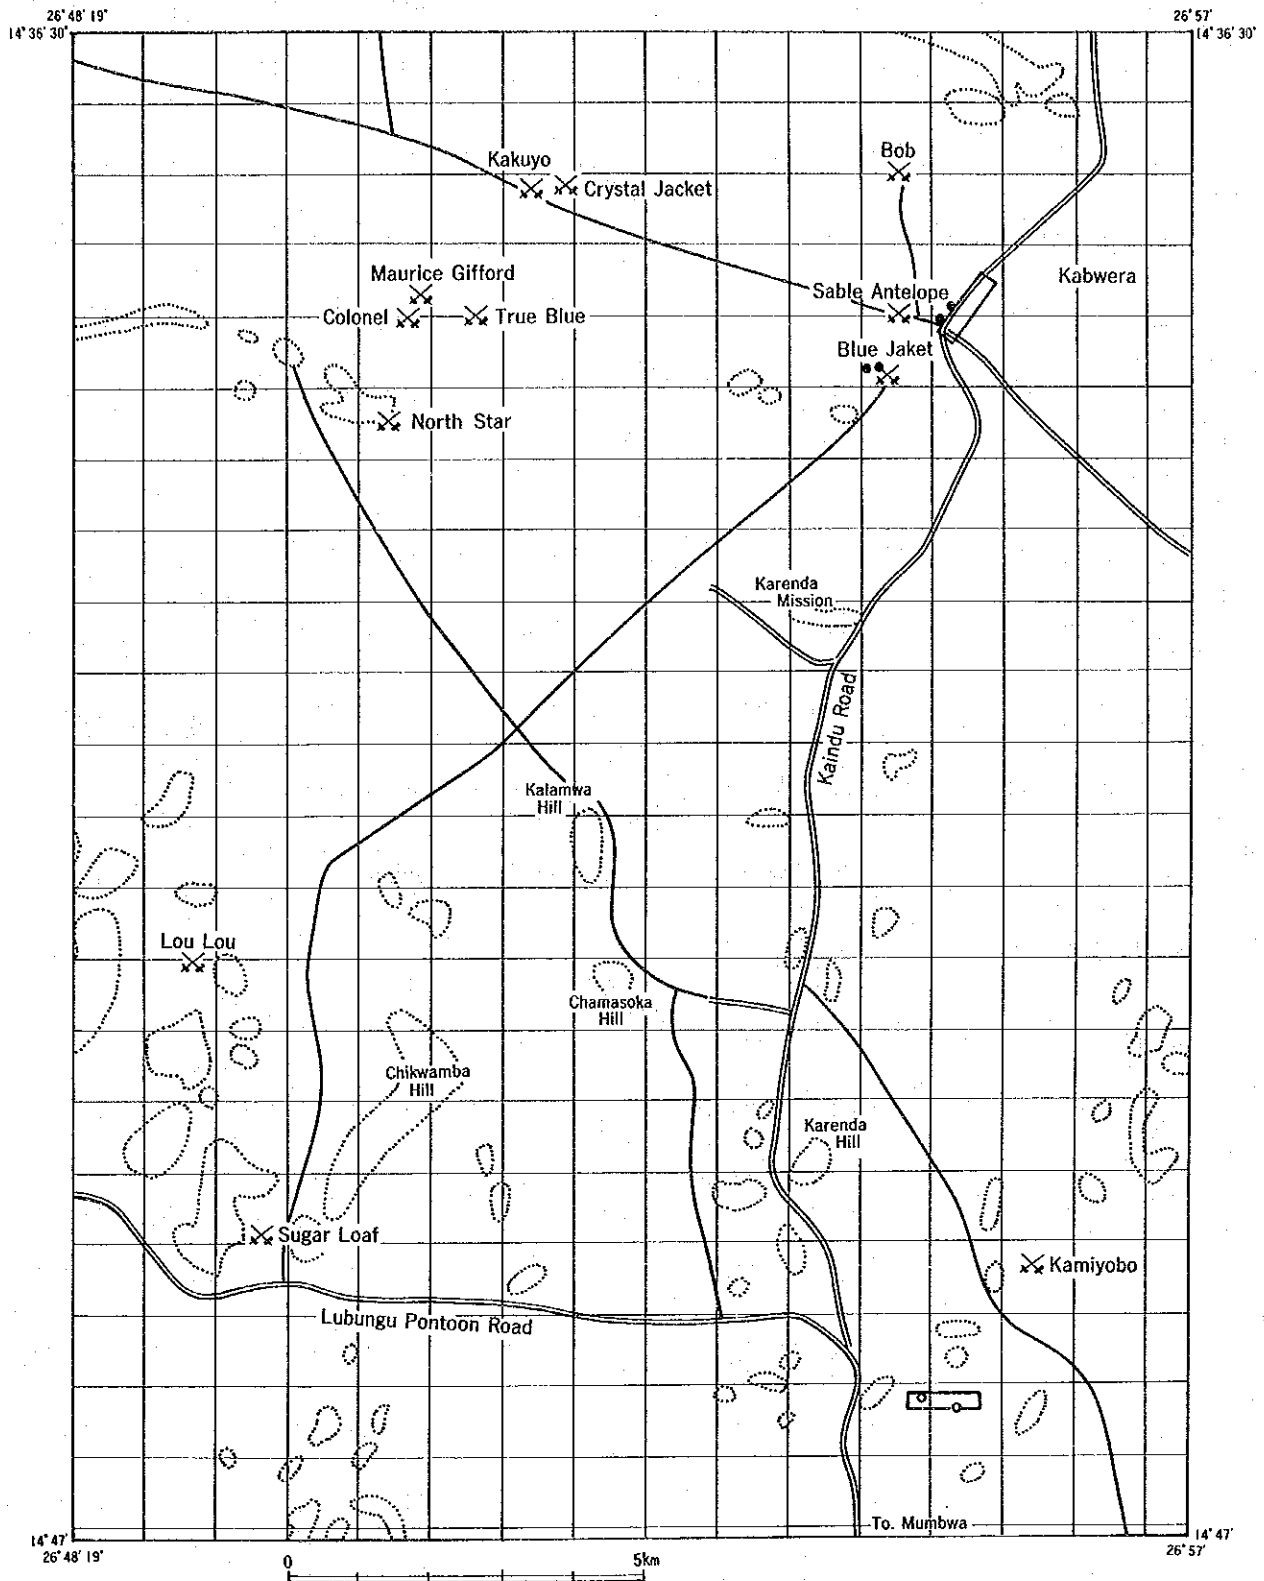 26° 48′ 19″
26° 57′
14° 36′ 30″
14° 36′ 30″
Bob
Kakuyo
Crystal Jacket
Maurice Gifford
Kabwera
Sable Antelope
Colonel
True Blue
Blue Jaket
North Star
Karenda
Mission
Kaindu Road
Kalamwa
Hill
Lou Lou
Chamasoka
Hill
Chikwamba
Hill
Karenda
Hill
Sugar Loaf
Kamiyobo
Lubungu Pontoon Road
To. Mumbwa
14° 47′
14° 47′
26° 48′ 19″
26° 57′
0
5km